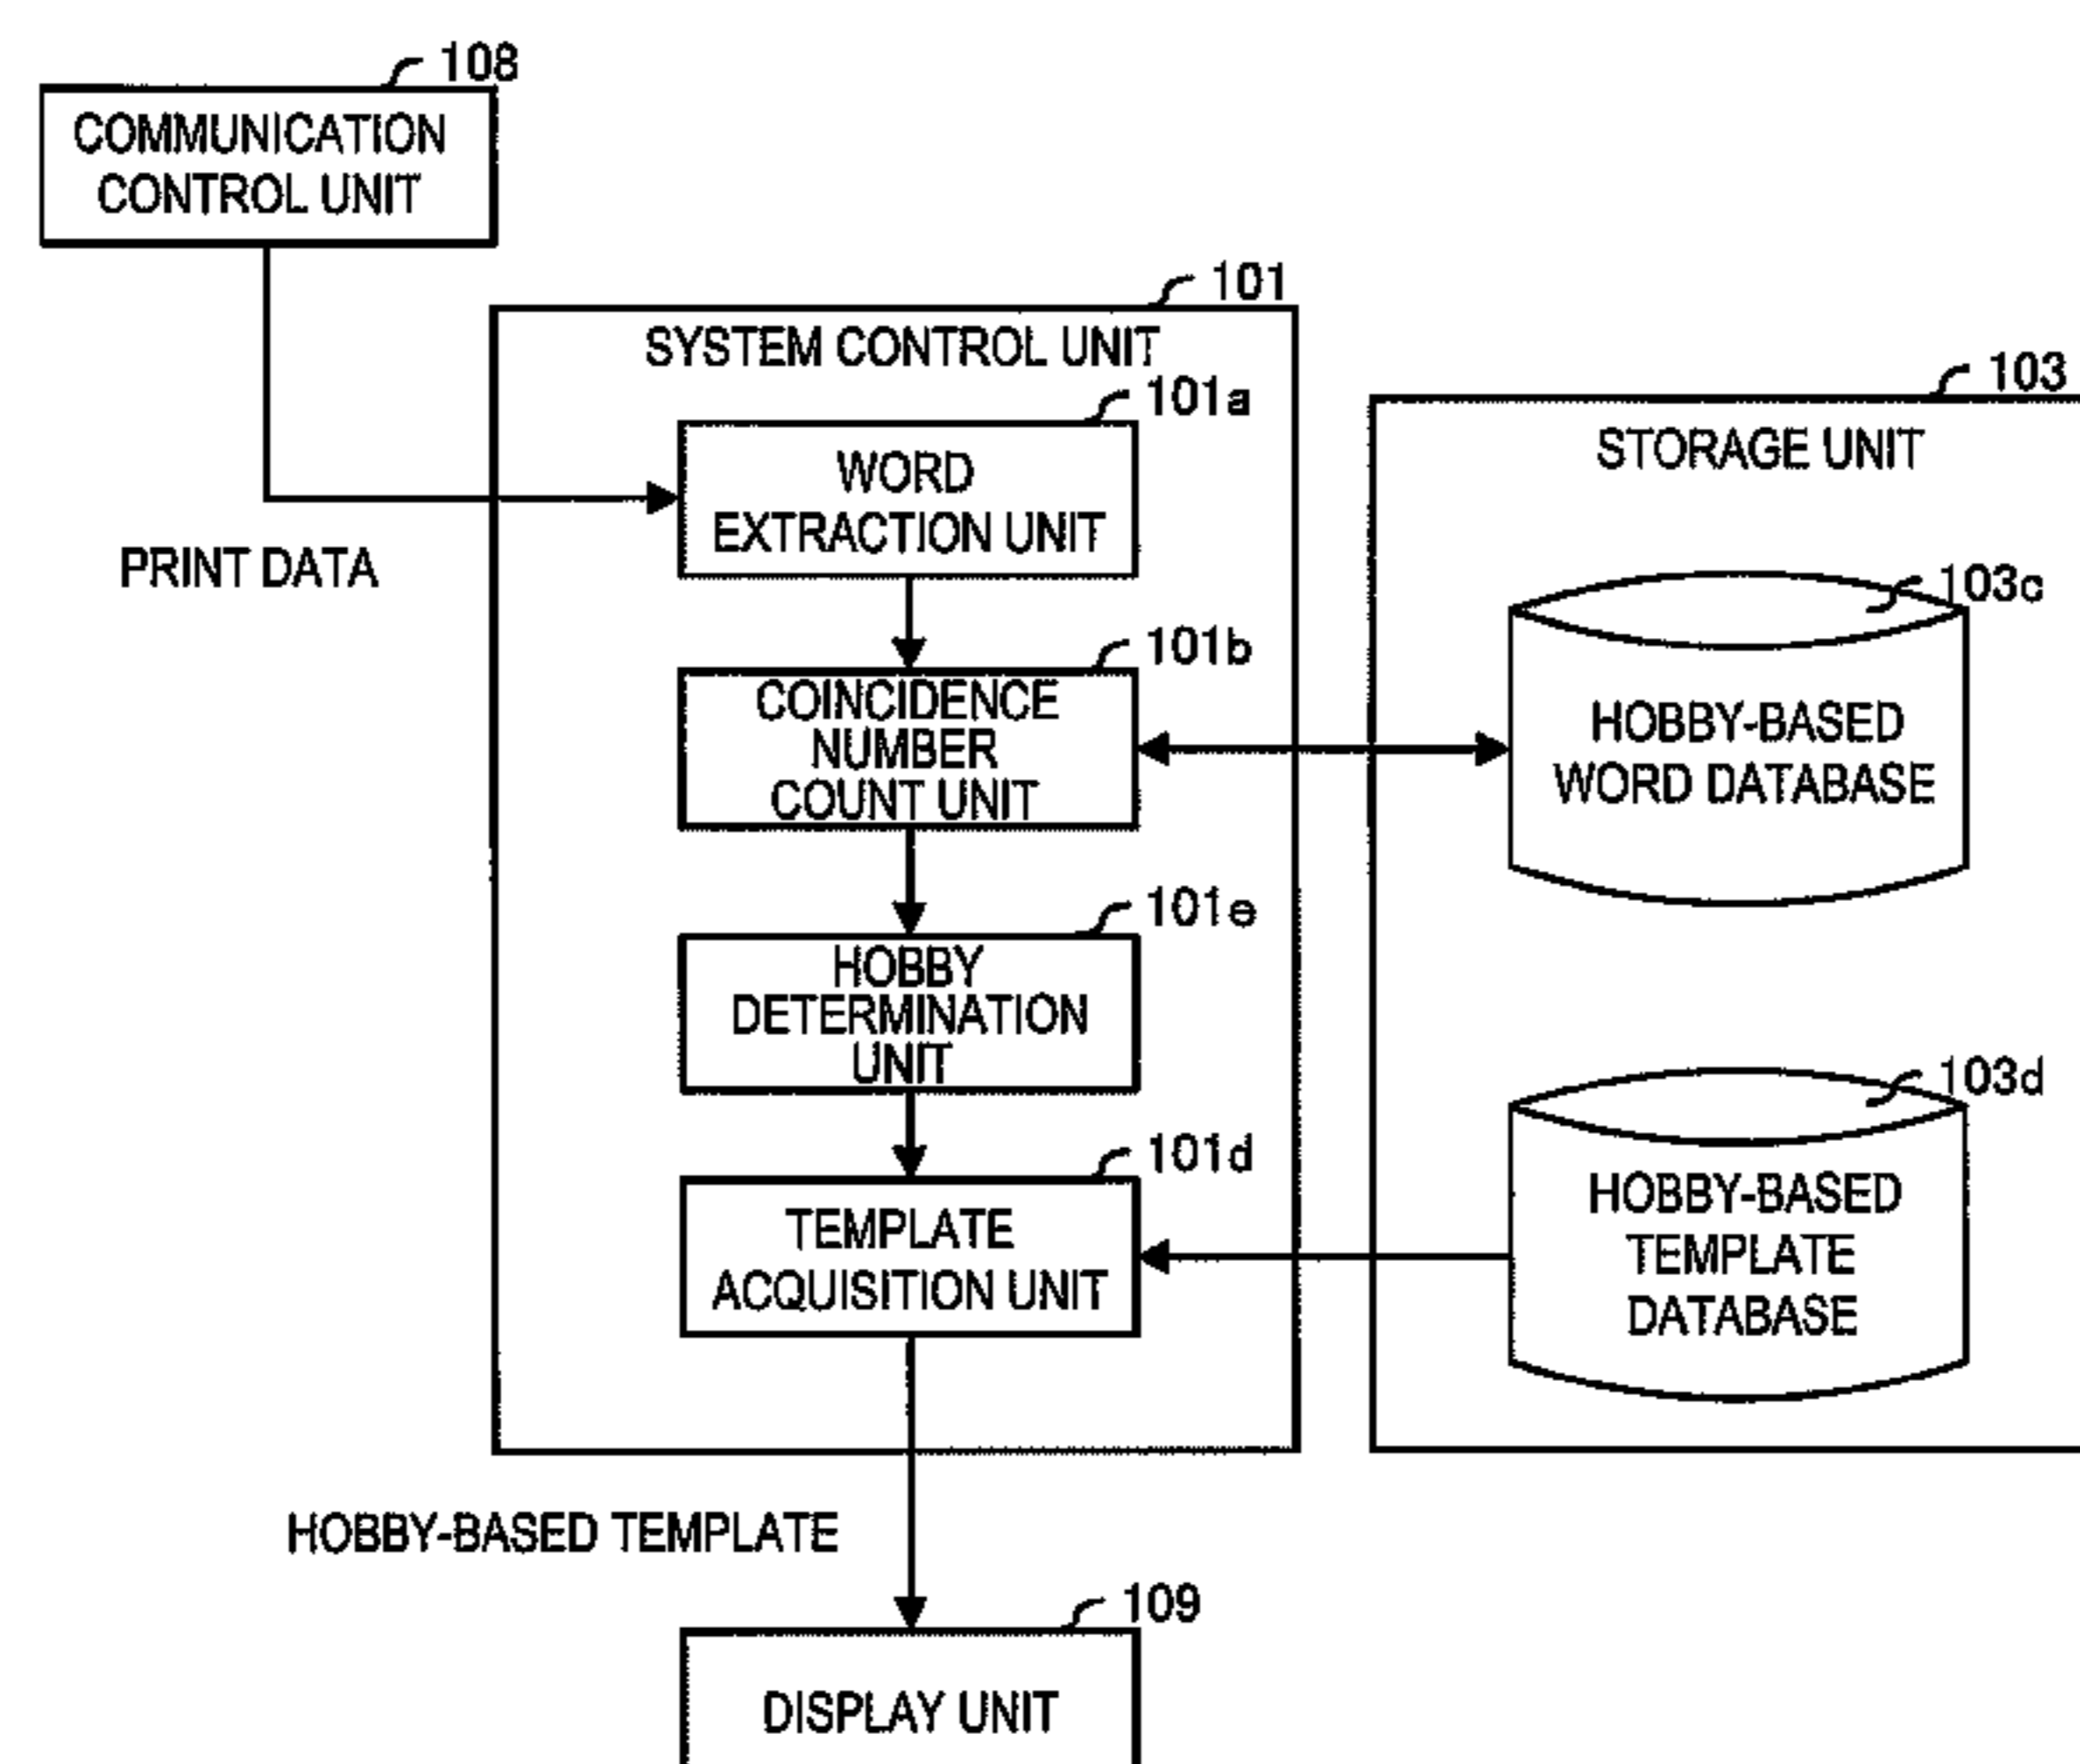 108
COMMUNICATION
CONTROL UNIT
101
SYSTEM CONTROL UNIT
103
STORAGE UNIT
101a
WORD
EXTRACTION UNIT
PRINT DATA
103c
HOBBY-BASED
WORD DATABASE
101b
COINCIDENCE
NUMBER
COUNT UNIT
101e
HOBBY
DETERMINATION
UNIT
103d
HOBBY-BASED
TEMPLATE
DATABASE
101d
TEMPLATE
ACQUISITION UNIT
HOBBY-BASED TEMPLATE
109
DISPLAY UNIT